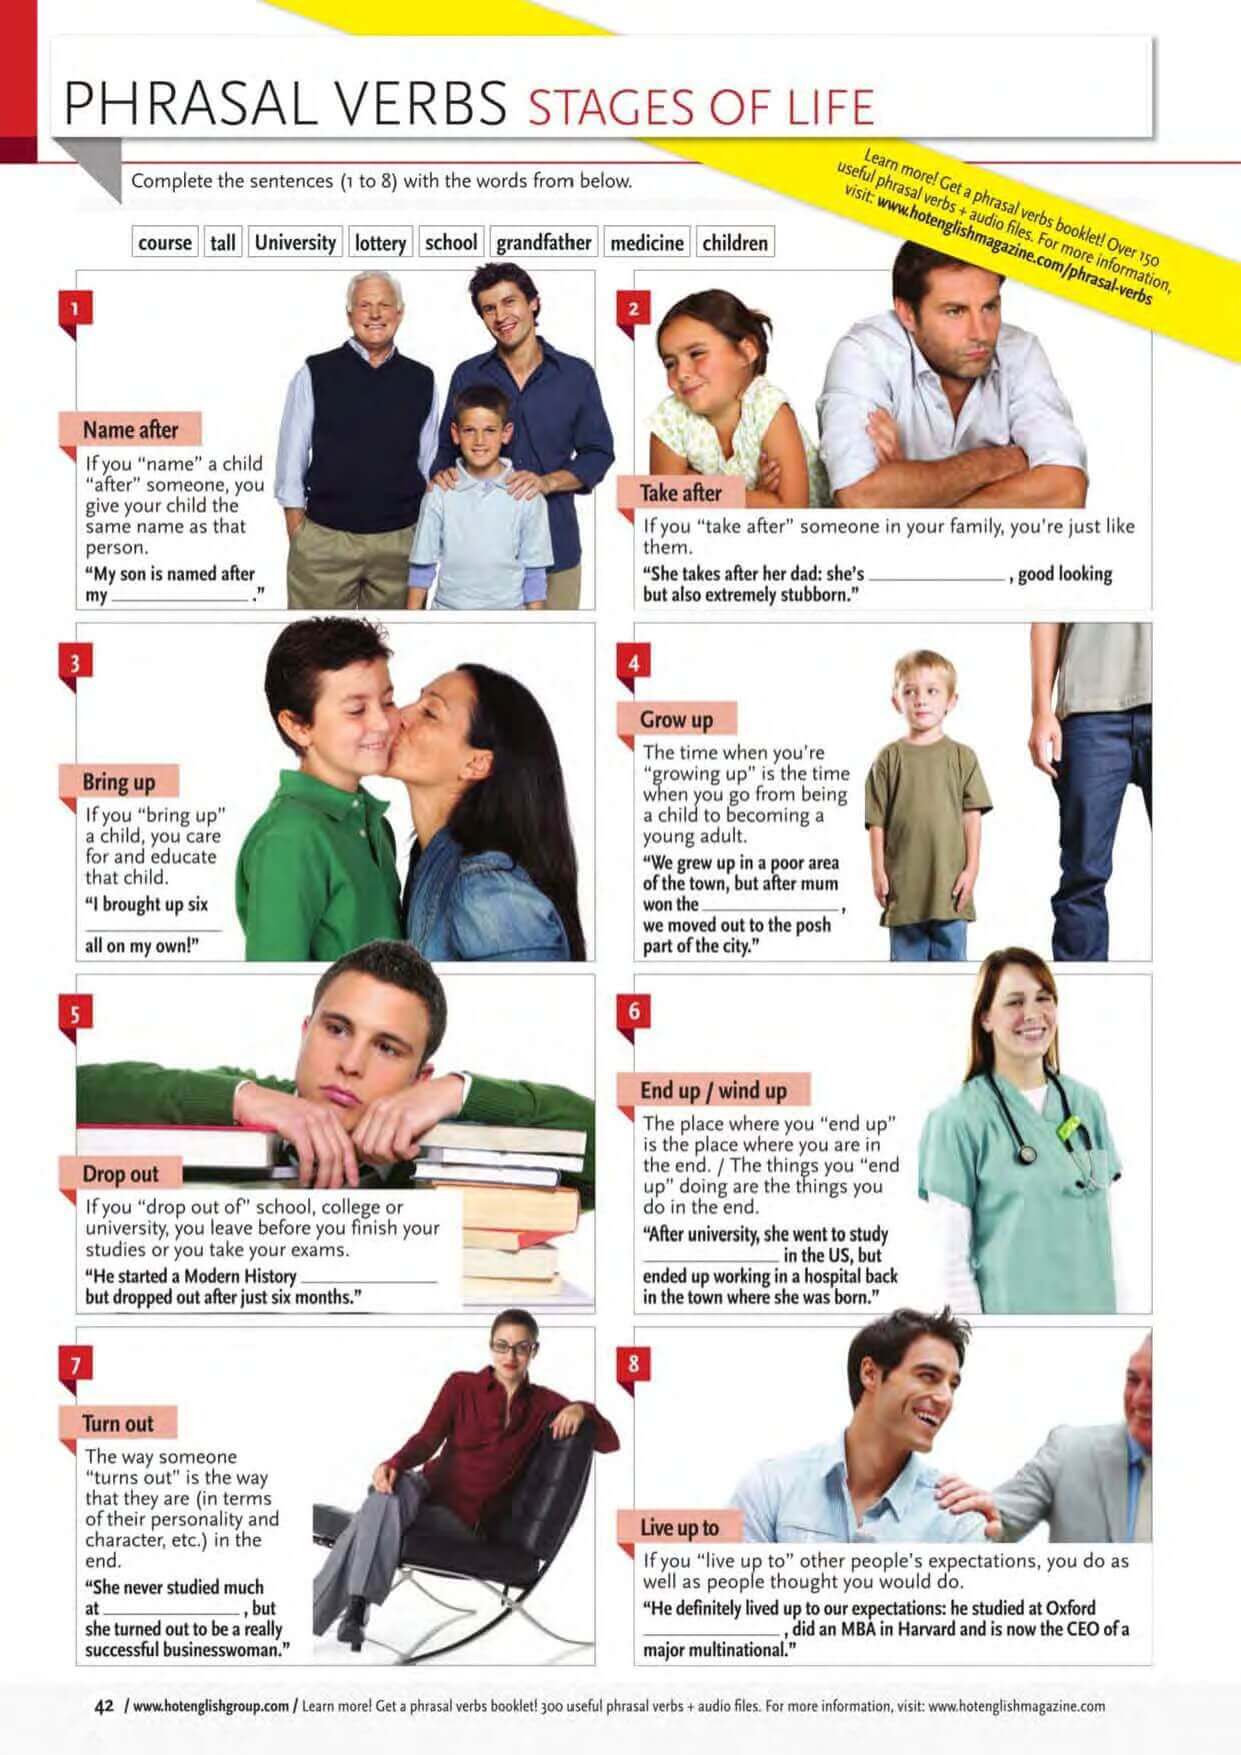 PHRASAL VERBS STAGES OF LIFE
Learn more! Get a phrasal verbs booklet! Over 150
useful phrasal verbs + audio files. For more information,
visit: www.hotenglishmagazine.com/phrasal-verbs
Complete the sentences (1 to 8) with the words from below.
course tall University lottery school grandfather medicine children
1
Name after
If you “name” a child
“after” someone, you
give your child the
same name as that
person.
“My son is named after
my ______________ .”
2
Take after
If you “take after” someone in your family, you’re just like
them.
“She takes after her dad: she’s ______________ , good looking
but also extremely stubborn.”
3
Bring up
If you “bring up”
a child, you care
for and educate
that child.
“I brought up six
______________
all on my own!”
4
Grow up
The time when you’re
“growing up” is the time
when you go from being
a child to becoming a
young adult.
“We grew up in a poor area
of the town, but after mum
won the ______________ ,
we moved out to the posh
part of the city.”
5
Drop out
If you “drop out of” school, college or
university, you leave before you finish your
studies or you take your exams.
“He started a Modern History ______________
but dropped out after just six months.”
6
End up / wind up
The place where you “end up”
is the place where you are in
the end. / The things you “end
up” doing are the things you
do in the end.
“After university, she went to study
______________ in the US, but
ended up working in a hospital back
in the town where she was born.”
7
Turn out
The way someone
“turns out” is the way
that they are (in terms
of their personality and
character, etc.) in the
end.
“She never studied much
at ______________ , but
she turned out to be a really
successful businesswoman.”
8
Live up to
If you “live up to” other people’s expectations, you do as
well as people thought you would do.
“He definitely lived up to our expectations: he studied at Oxford
______________ , did an MBA in Harvard and is now the CEO of a
major multinational.”
42 / www.hotenglishgroup.com / Learn more! Get a phrasal verbs booklet! 300 useful phrasal verbs + audio files. For more information, visit: www.hotenglishmagazine.com